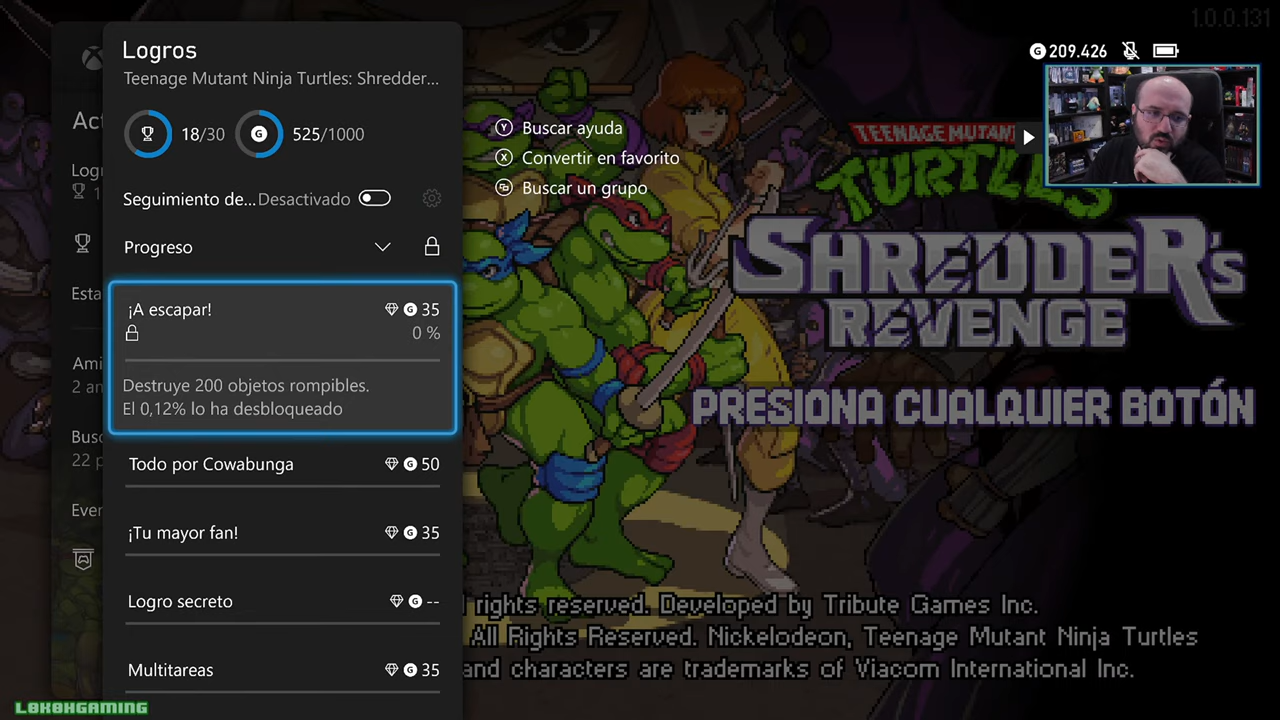 1.0.0.131
Logros
Teenage Mutant Ninja Turtles: Shredder...
209.426
18/30
525/1000
Seguimiento de...
Desactivado
Progreso
¡A escapar!
35
0 %
Destruye 200 objetos rompibles.
El 0,12% lo ha desbloqueado
Todo por Cowabunga
50
¡Tu mayor fan!
35
Logro secreto
--
Multitareas
35
Buscar ayuda
Convertir en favorito
Buscar un grupo
TEENAGE MUTANT
TURTLES
SHREDDER's
REVENGE
PRESIONA CUALQUIER BOTÓN
rights reserved. Developed by Tribute Games Inc.
All Rights Reserved. Nickelodeon, Teenage Mutant Ninja Turtles
and characters are trademarks of Viacom International Inc.
L8K8HGAMING